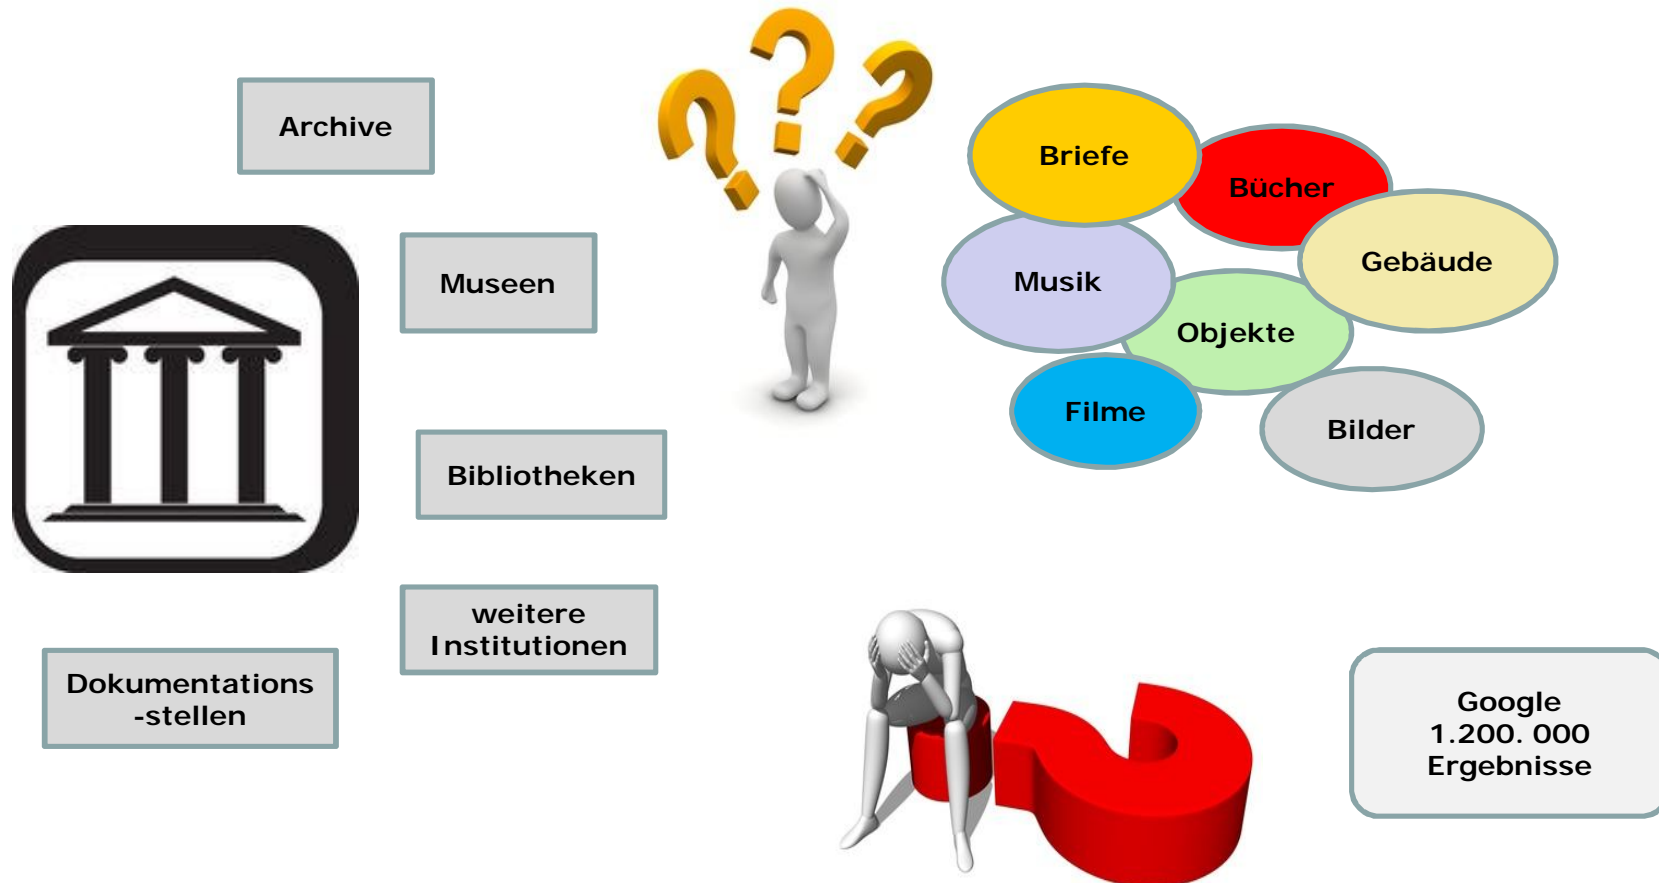 Archive
Museen
Bibliotheken
weitere
Institutionen
Dokumentations
-stellen
Briefe
Bücher
Gebäude
Musik
Objekte
Filme
Bilder
Google
1.200. 000
Ergebnisse